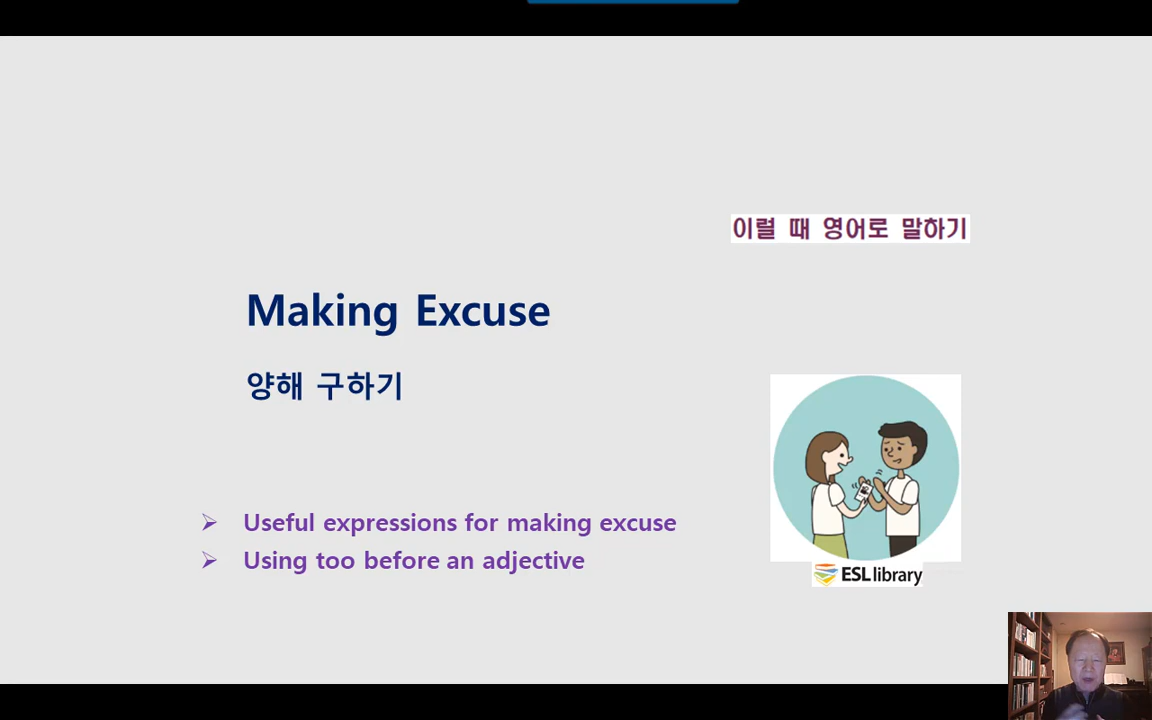 이럴 때 영어로 말하기
Making Excuse
양해 구하기
Useful expressions for making excuse
Using too before an adjective
ESL library